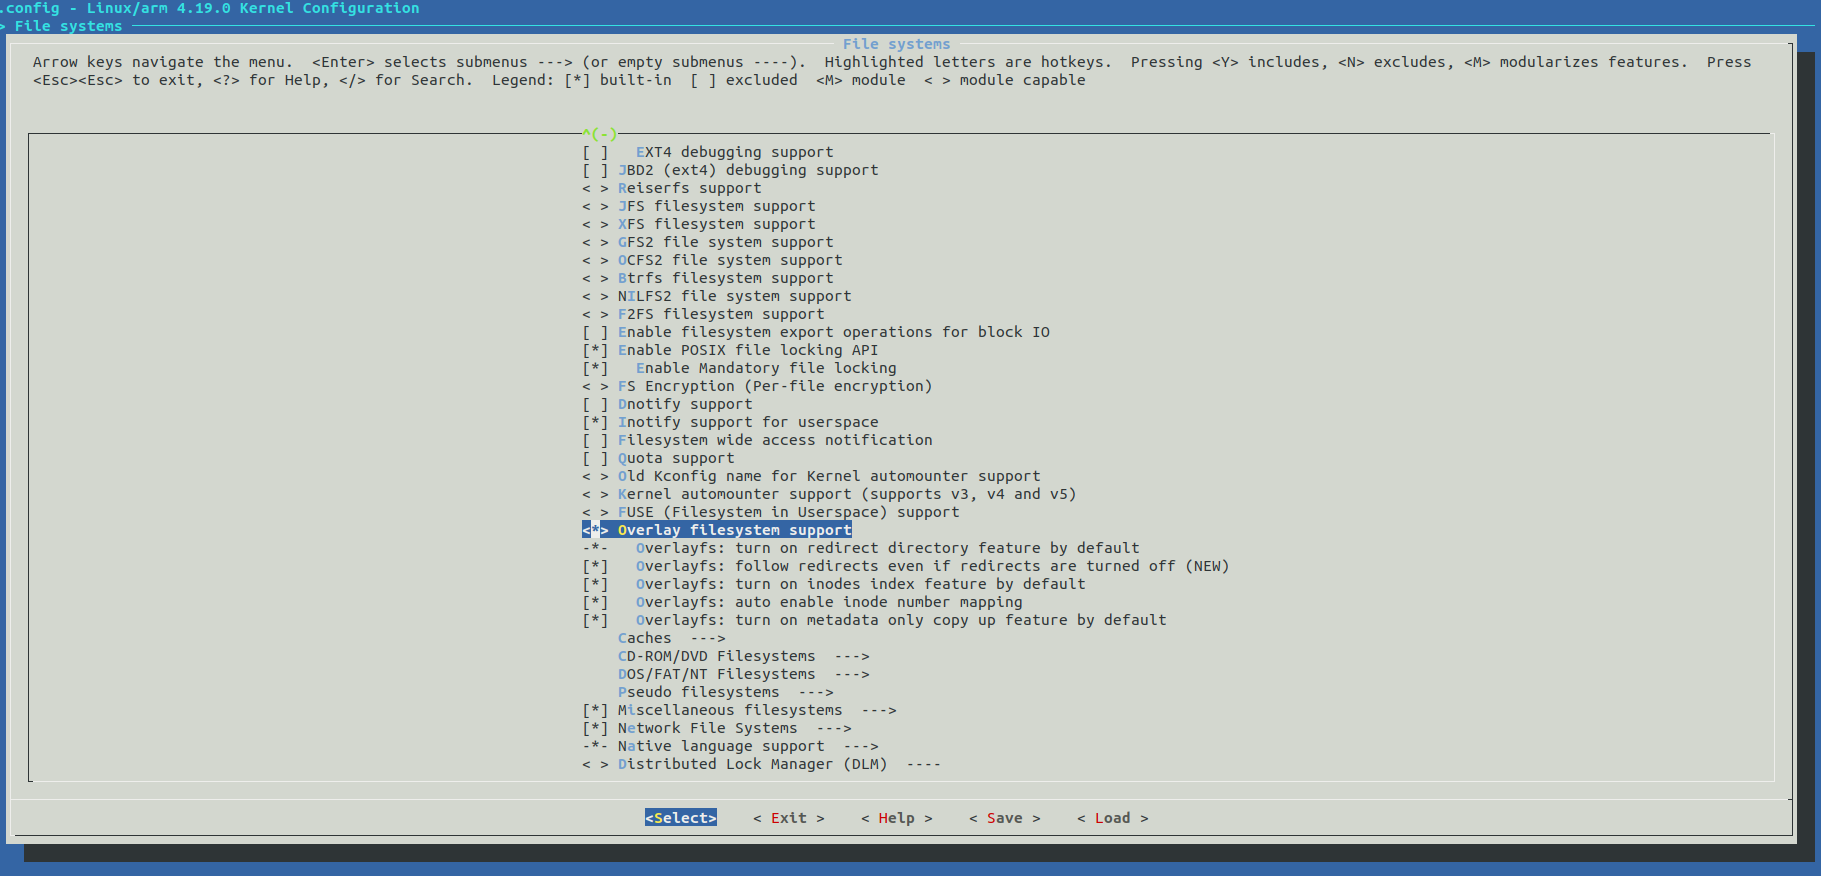 .config - Linux/arm 4.19.0 Kernel Configuration
> File systems
File systems
Arrow keys navigate the menu.  <Enter> selects submenus ---> (or empty submenus ----).  Highlighted letters are hotkeys.  Pressing <Y> includes, <N> excludes, <M> modularizes features.  Press
<Esc><Esc> to exit, <?> for Help, </> for Search.  Legend: [*] built-in  [ ] excluded  <M> module  < > module capable
^(-)
[ ]   EXT4 debugging support
[ ] JBD2 (ext4) debugging support
< > Reiserfs support
< > JFS filesystem support
< > XFS filesystem support
< > GFS2 file system support
< > OCFS2 file system support
< > Btrfs filesystem support
< > NILFS2 file system support
< > F2FS filesystem support
[ ] Enable filesystem export operations for block IO
[*] Enable POSIX file locking API
[*]   Enable Mandatory file locking
< > FS Encryption (Per-file encryption)
[ ] Dnotify support
[*] Inotify support for userspace
[ ] Filesystem wide access notification
[ ] Quota support
< > Old Kconfig name for Kernel automounter support
< > Kernel automounter support (supports v3, v4 and v5)
< > FUSE (Filesystem in Userspace) support
<*> Overlay filesystem support
-*-   Overlayfs: turn on redirect directory feature by default
[*]   Overlayfs: follow redirects even if redirects are turned off (NEW)
[*]   Overlayfs: turn on inodes index feature by default
[*]   Overlayfs: auto enable inode number mapping
[*]   Overlayfs: turn on metadata only copy up feature by default
Caches  --->
CD-ROM/DVD Filesystems  --->
DOS/FAT/NT Filesystems  --->
Pseudo filesystems  --->
[*] Miscellaneous filesystems  --->
[*] Network File Systems  --->
-*- Native language support  --->
< > Distributed Lock Manager (DLM)  ----
<Select>    < Exit >    < Help >    < Save >    < Load >